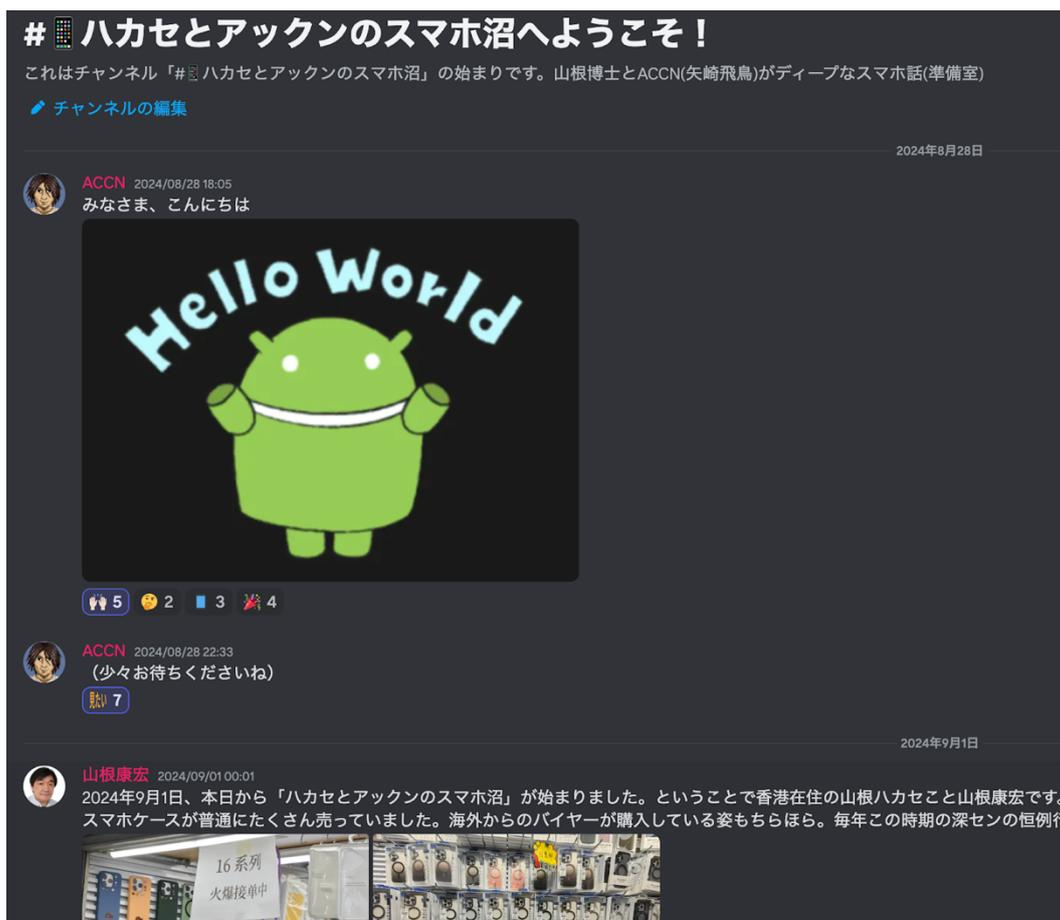 #📱ハカセとアックンのスマホ沼へようこそ！
これはチャンネル「#📱ハカセとアックンのスマホ沼」の始まりです。山根博士とACCN(矢崎飛鳥)がディープなスマホ話(準備室)
チャンネルの編集
2024年8月28日
ACCN 2024/08/28 18:05
みなさま、こんにちは
Hello World
5 2 3 4
ACCN 2024/08/28 22:33
（少々お待ちくださいね）
見たい 7
2024年9月1日
山根康宏 2024/09/01 00:01
2024年9月1日、本日から「ハカセとアックンのスマホ沼」が始まりました。ということで香港在住の山根ハカセこと山根康宏です。
スマホケースが普通にたくさん売っていました。海外からのバイヤーが購入している姿もちらほら。毎年この時期の深センの恒例行
16系列
火爆接单中